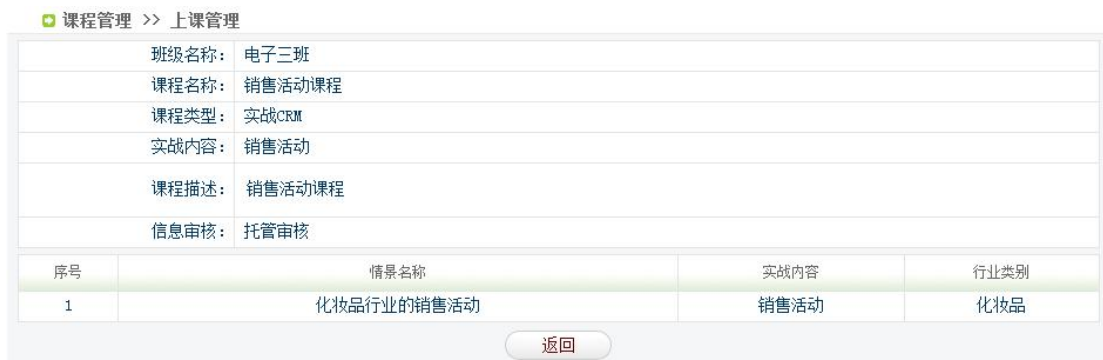 课程管理 >> 上课管理
班级名称： 电子三班
课程名称： 销售活动课程
课程类型： 实战CRM
实战内容： 销售活动
课程描述： 销售活动课程
信息审核： 托管审核
序号 情景名称 实战内容 行业类别
1 化妆品行业的销售活动 销售活动 化妆品
返回